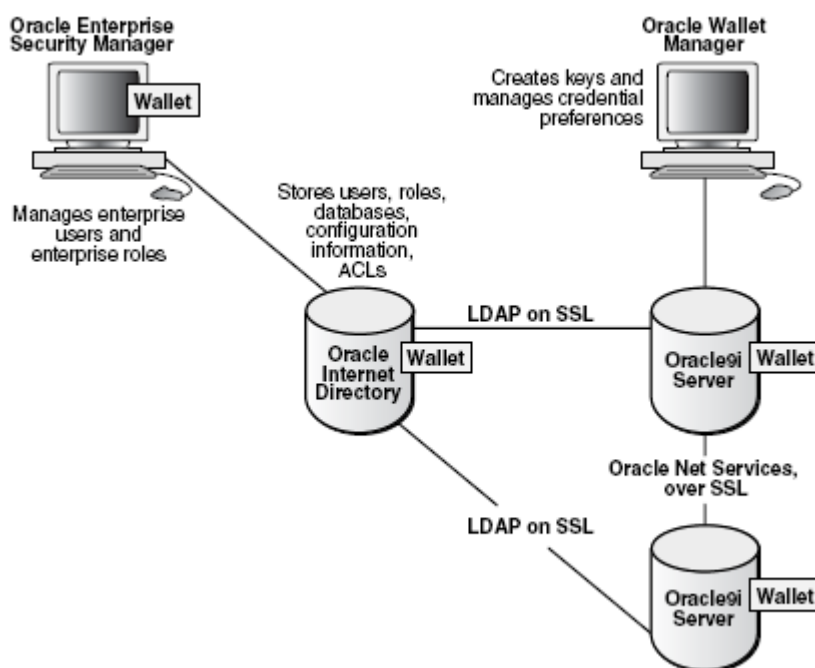 Oracle Enterprise
Security Manager
Wallet
Manages enterprise
users and
enterprise roles
Oracle Wallet
Manager
Creates keys and
manages credential
preferences
Stores users, roles,
databases,
configuration
information,
ACLs
Oracle
Internet
Directory
Wallet
LDAP on SSL
Oracle9i
Server
Wallet
Oracle Net Services,
over SSL
LDAP on SSL
Oracle9i
Server
Wallet